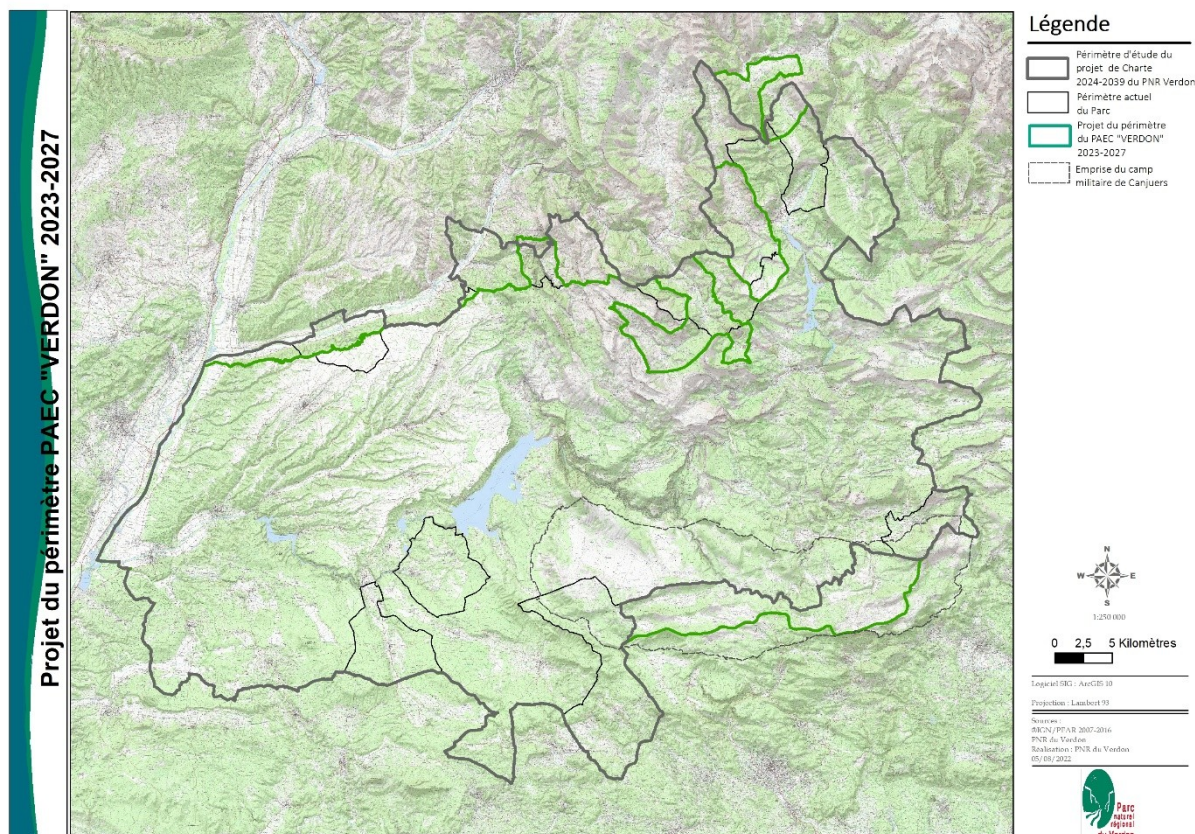 Projet du périmètre PAEC "VERDON" 2023-2027
Légende
Périmètre d'étude du
projet de Charte
2024-2039 du PNR Verdon
Périmètre actuel
du Parc
Projet du périmètre
du PAEC "VERDON"
2023-2027
Emprise du camp
militaire de Canjuers
N
W E
S
1:250 000
0 2,5 5 Kilomètres
Logiciel SIG : ArcGIS 10
Projection : Lambert 93
Sources :
PNR du Verdon
Réalisation : PNR du Verdon
05/08/2022
Parc
naturel
régional
du Verdon